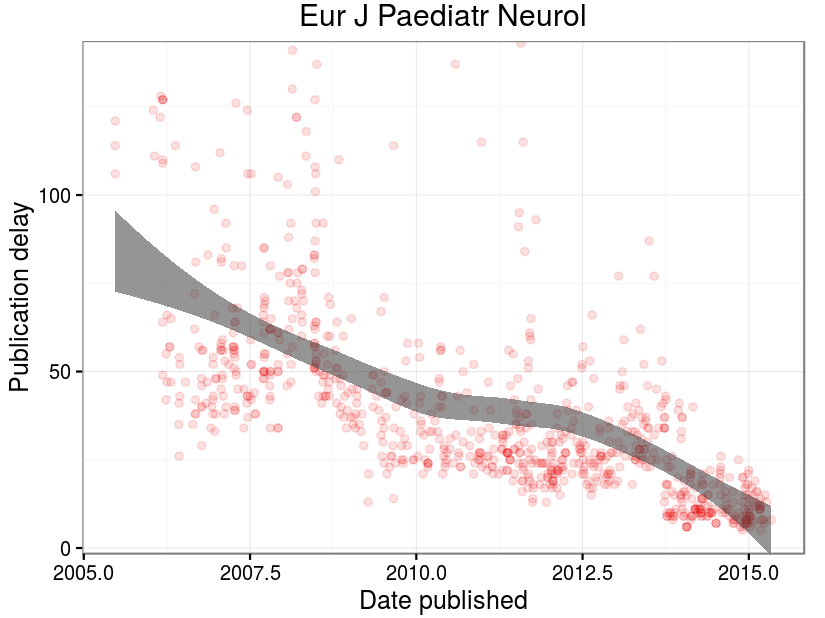 Eur J Paediatr Neurol
Publication delay
100
50
0
2005.0 2007.5 2010.0 2012.5 2015.0
Date published